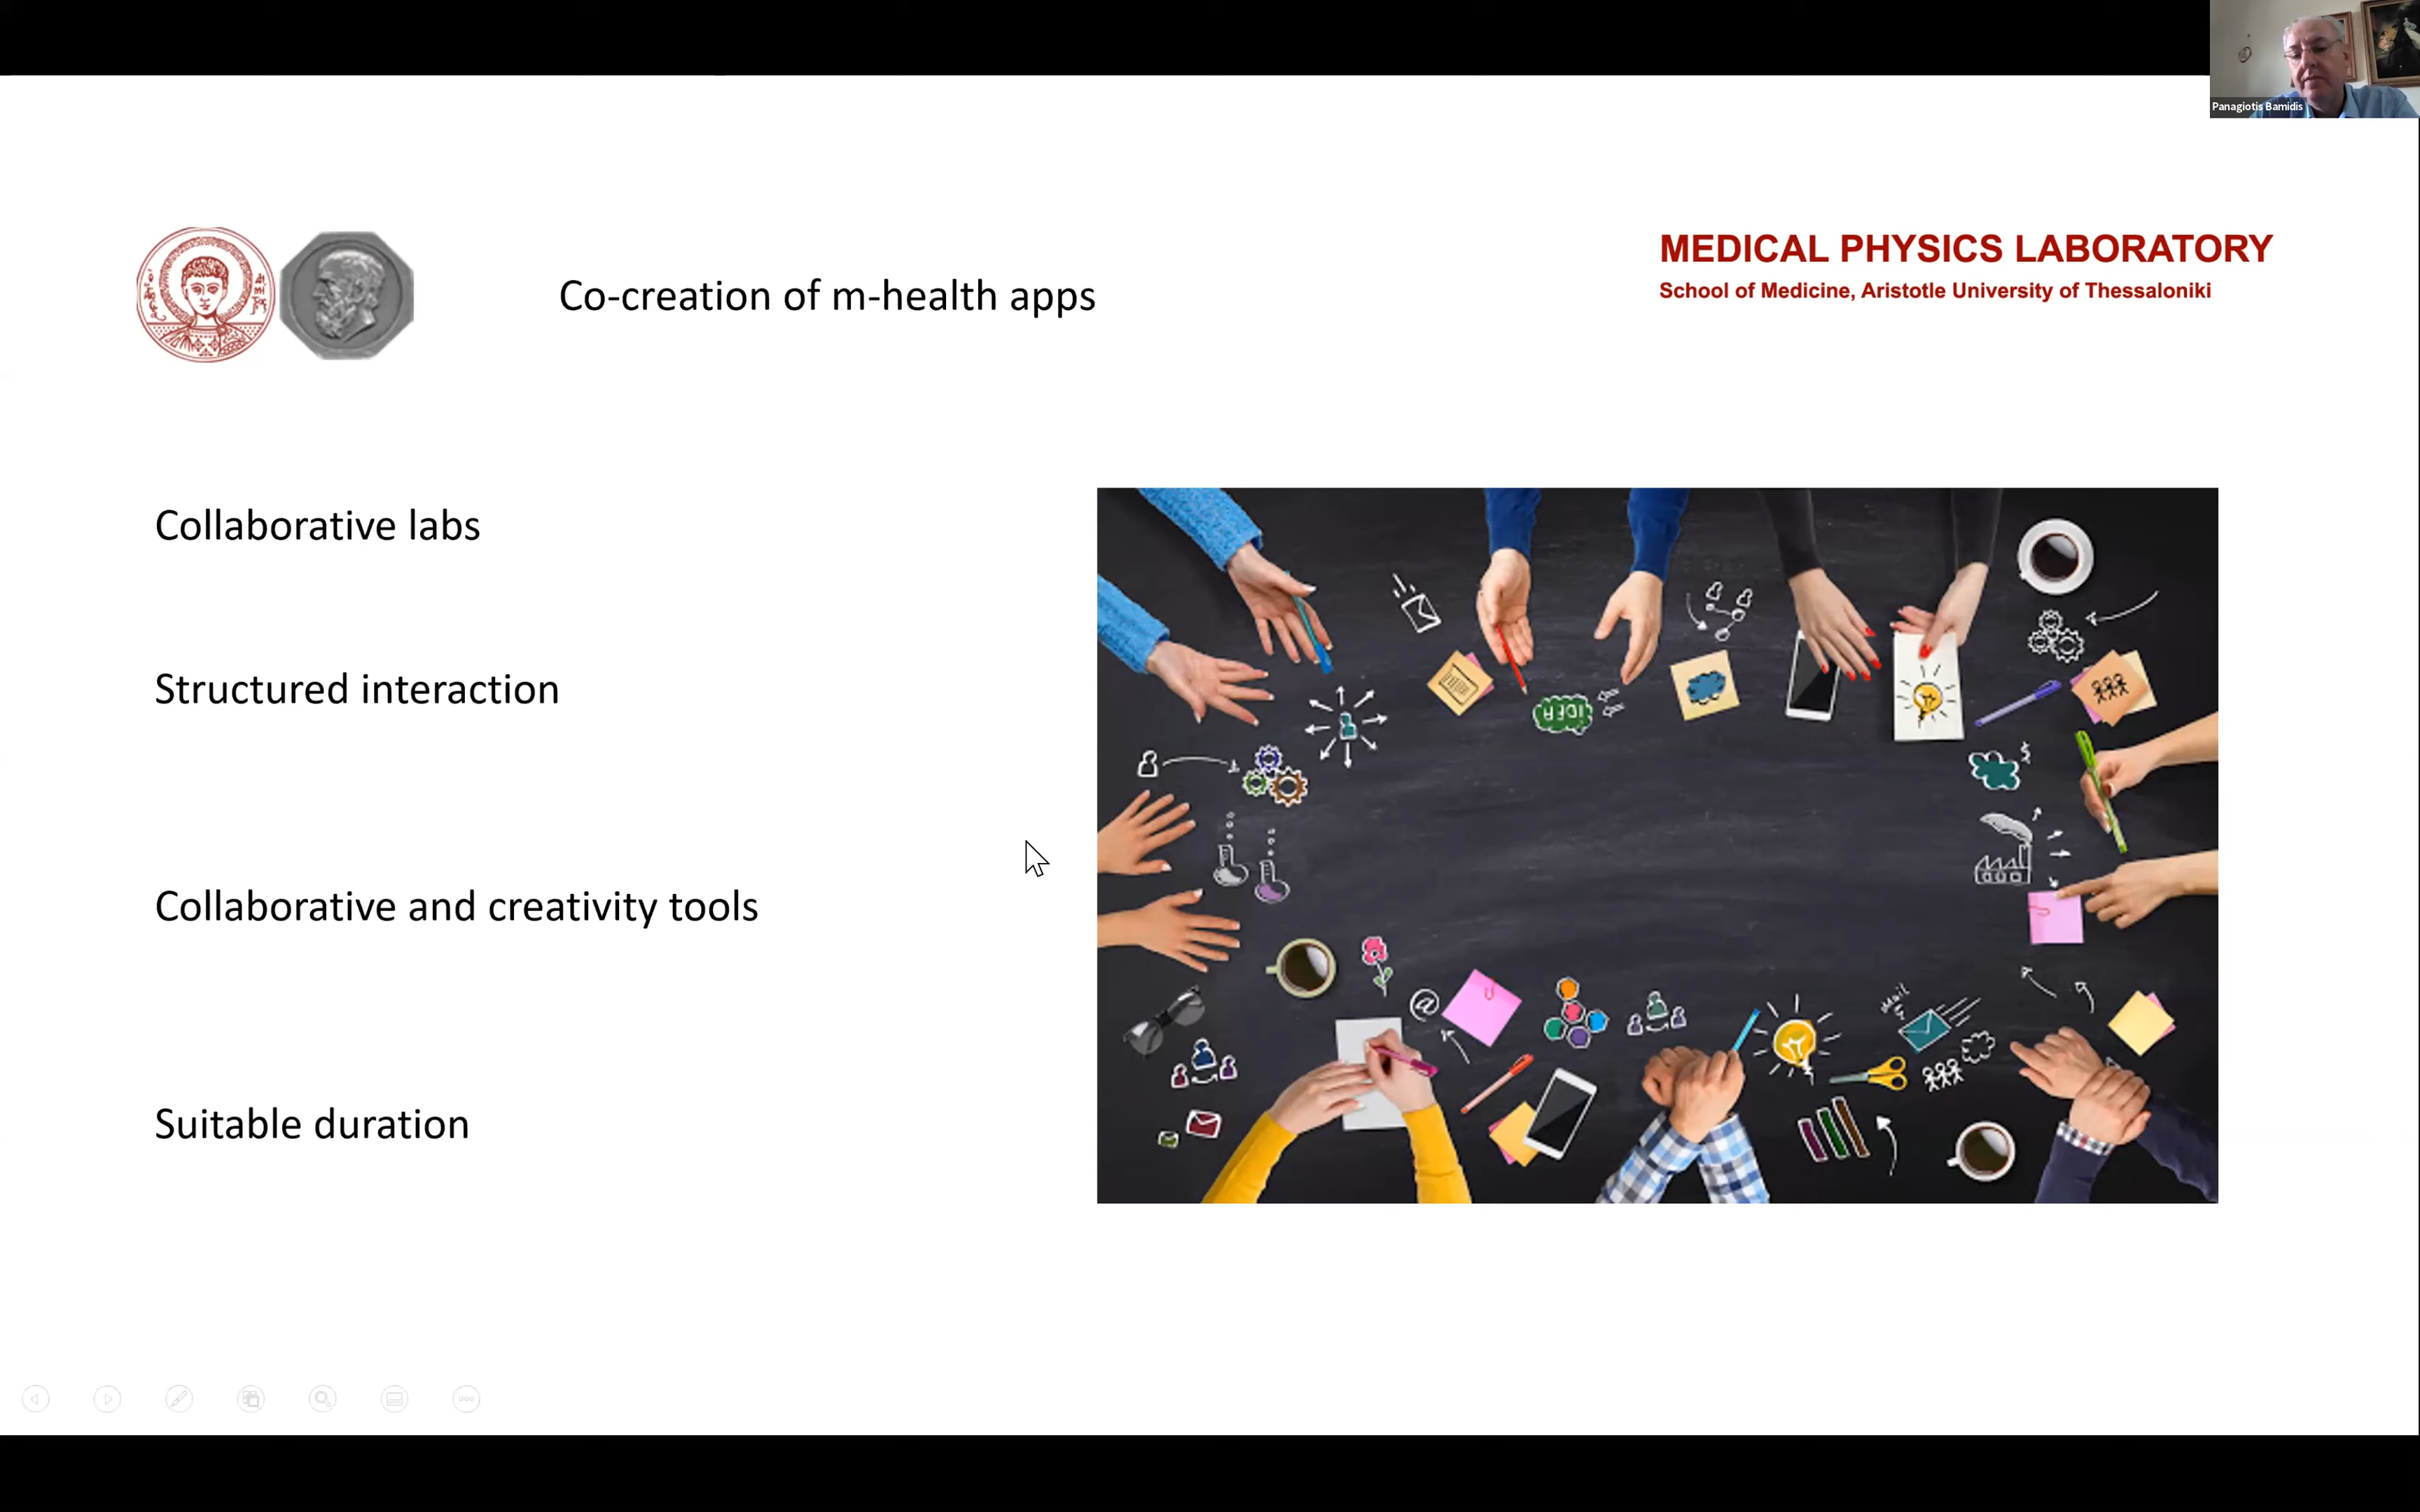 Panagiotis Bamidis
MEDICAL PHYSICS LABORATORY
School of Medicine, Aristotle University of Thessaloniki
Co-creation of m-health apps
Collaborative labs
Structured interaction
Collaborative and creativity tools
Suitable duration
IDEA
$
@